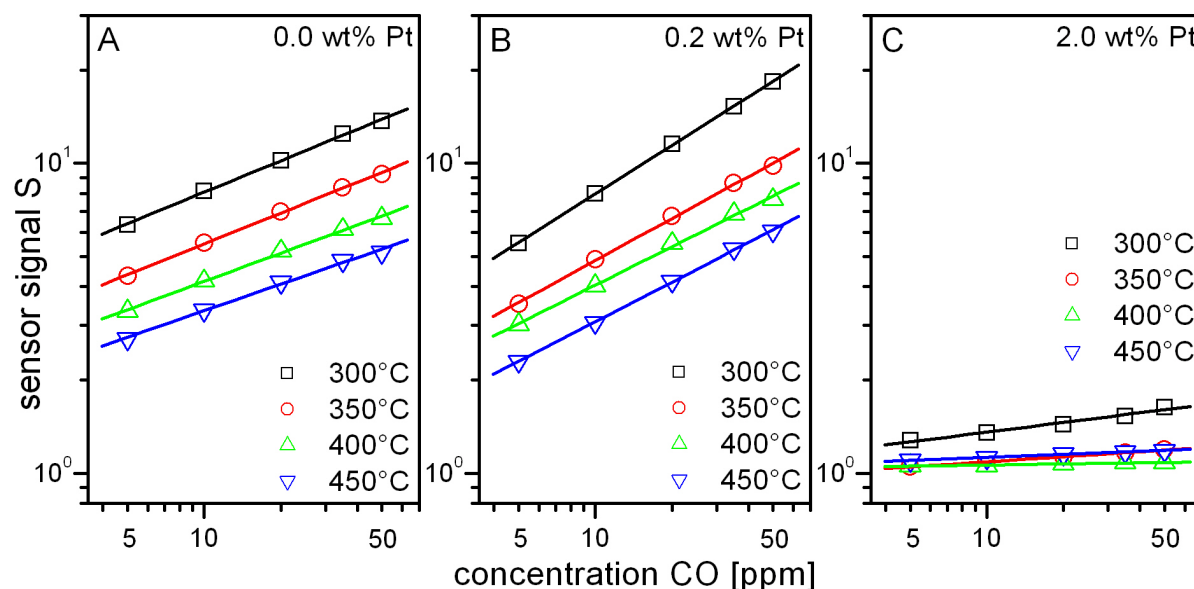 A
0.0 wt% Pt
B
0.2 wt% Pt
C
2.0 wt% Pt
sensor signal S
10¹
10⁰
10¹
10⁰
10¹
10⁰
300°C
350°C
400°C
450°C
300°C
350°C
400°C
450°C
300°C
350°C
400°C
450°C
5 10 50
5 10 50
5 10 50
concentration CO [ppm]